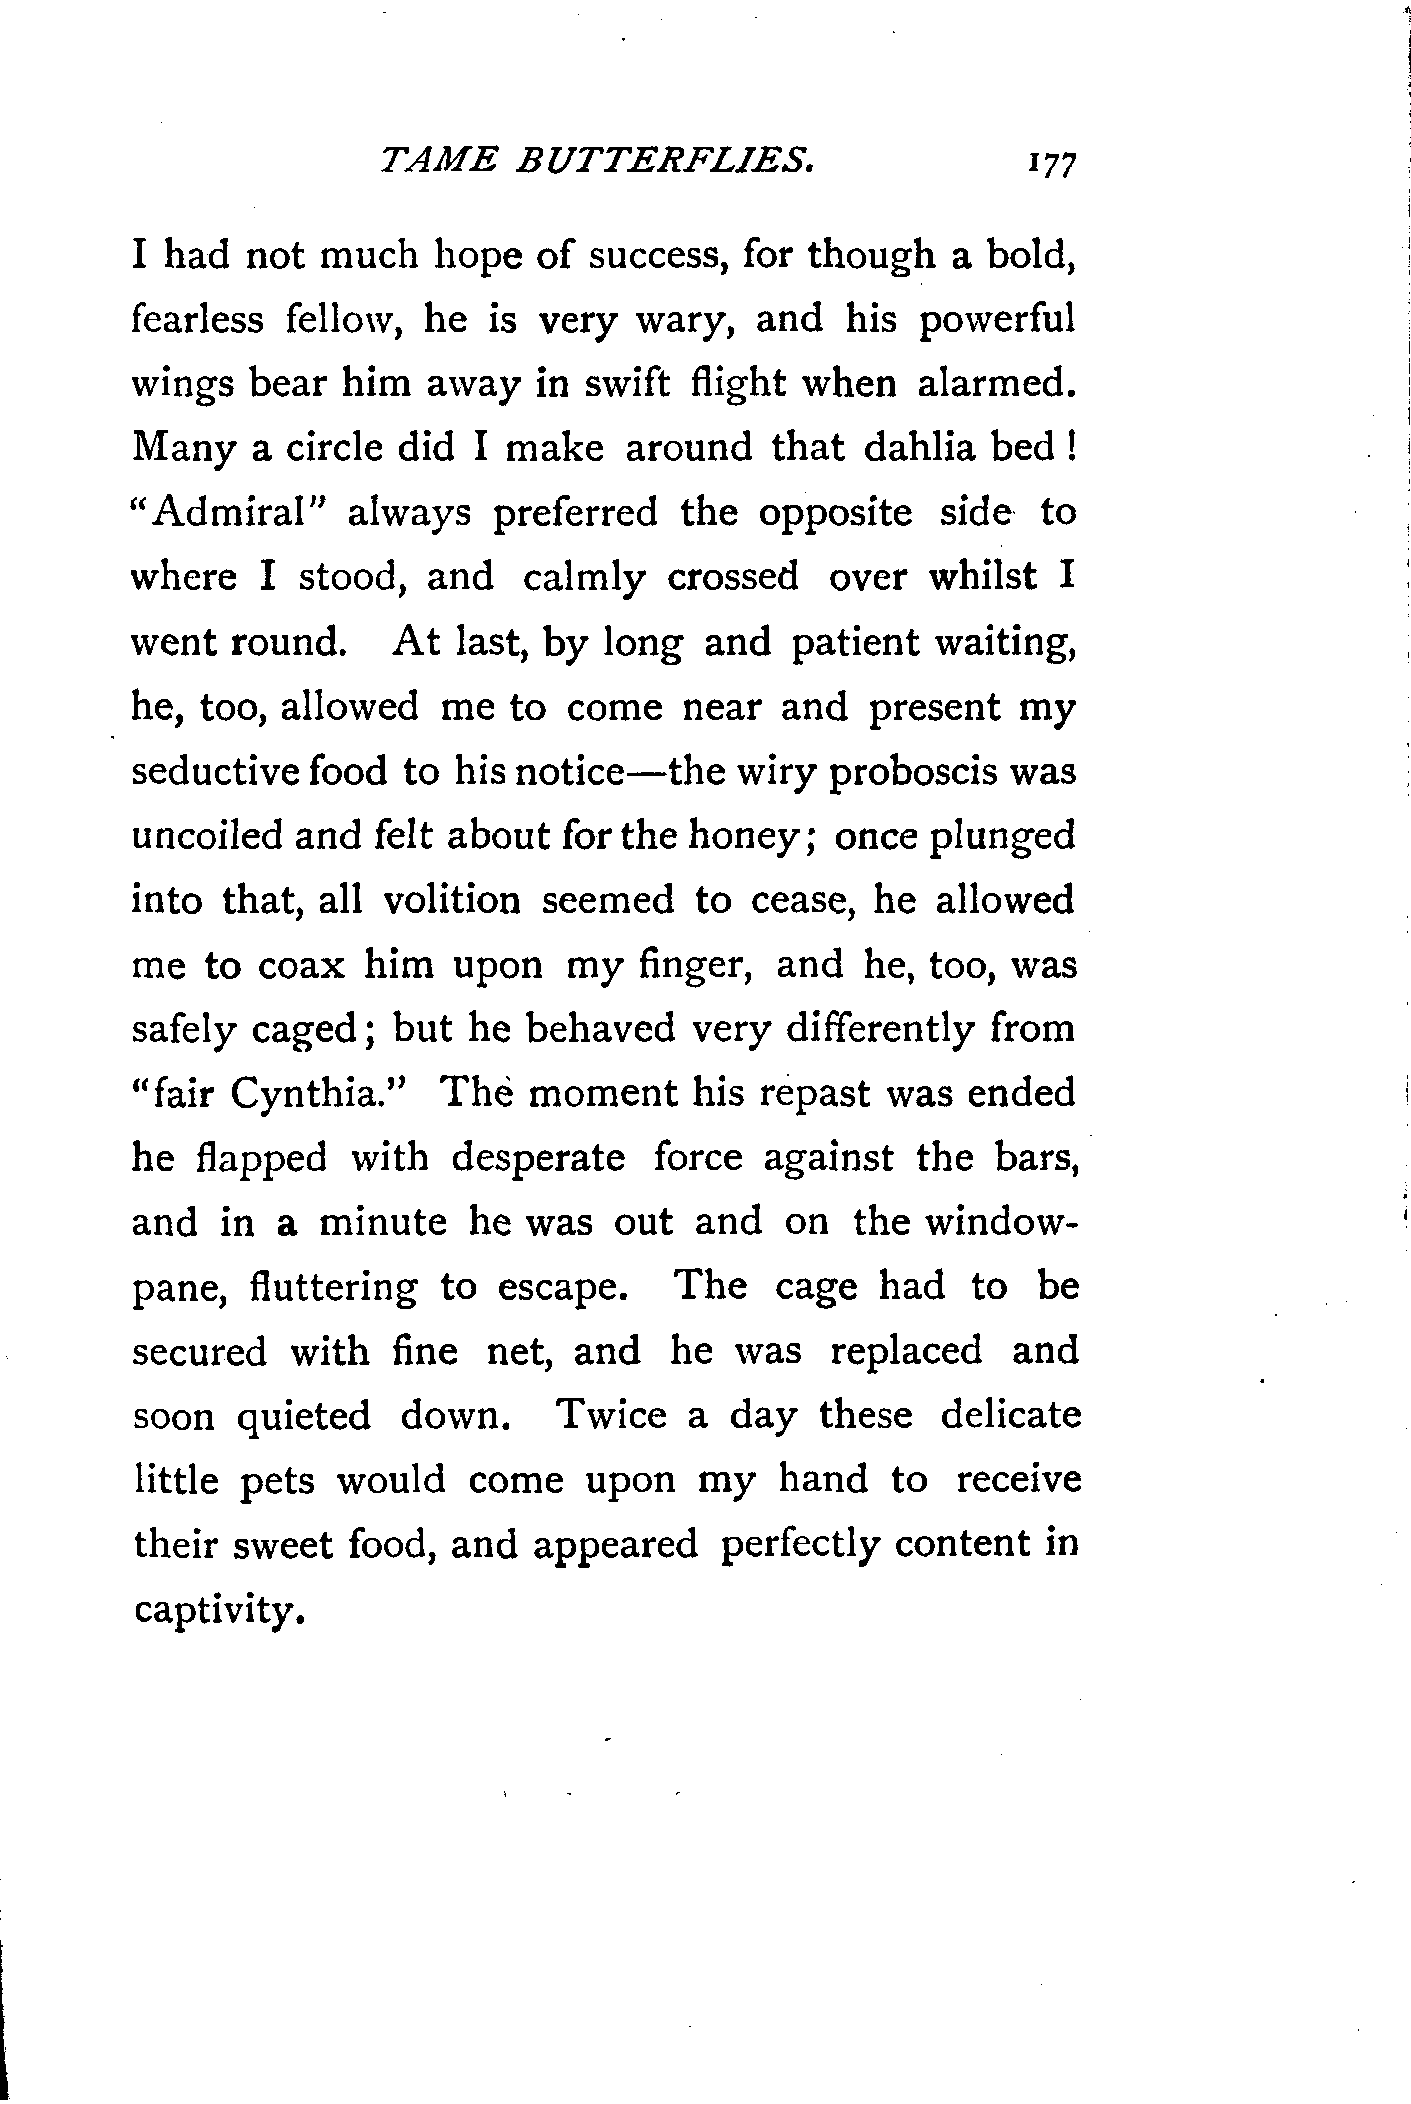 TAME BUTTERFLIES. 177
I had not much hope of success, for though a bold,
fearless fellow, he is very wary, and his powerful
wings bear him away in swift flight when alarmed.
Many a circle did I make around that dahlia bed !
"Admiral" always preferred the opposite side to
where I stood, and calmly crossed over whilst I
went round. At last, by long and patient waiting,
he, too, allowed me to come near and present my
seductive food to his notice—the wiry proboscis was
uncoiled and felt about for the honey; once plunged
into that, all volition seemed to cease, he allowed
me to coax him upon my finger, and he, too, was
safely caged; but he behaved very differently from
"fair Cynthia." The moment his repast was ended
he flapped with desperate force against the bars,
and in a minute he was out and on the window-
pane, fluttering to escape. The cage had to be
secured with fine net, and he was replaced and
soon quieted down. Twice a day these delicate
little pets would come upon my hand to receive
their sweet food, and appeared perfectly content in
captivity.